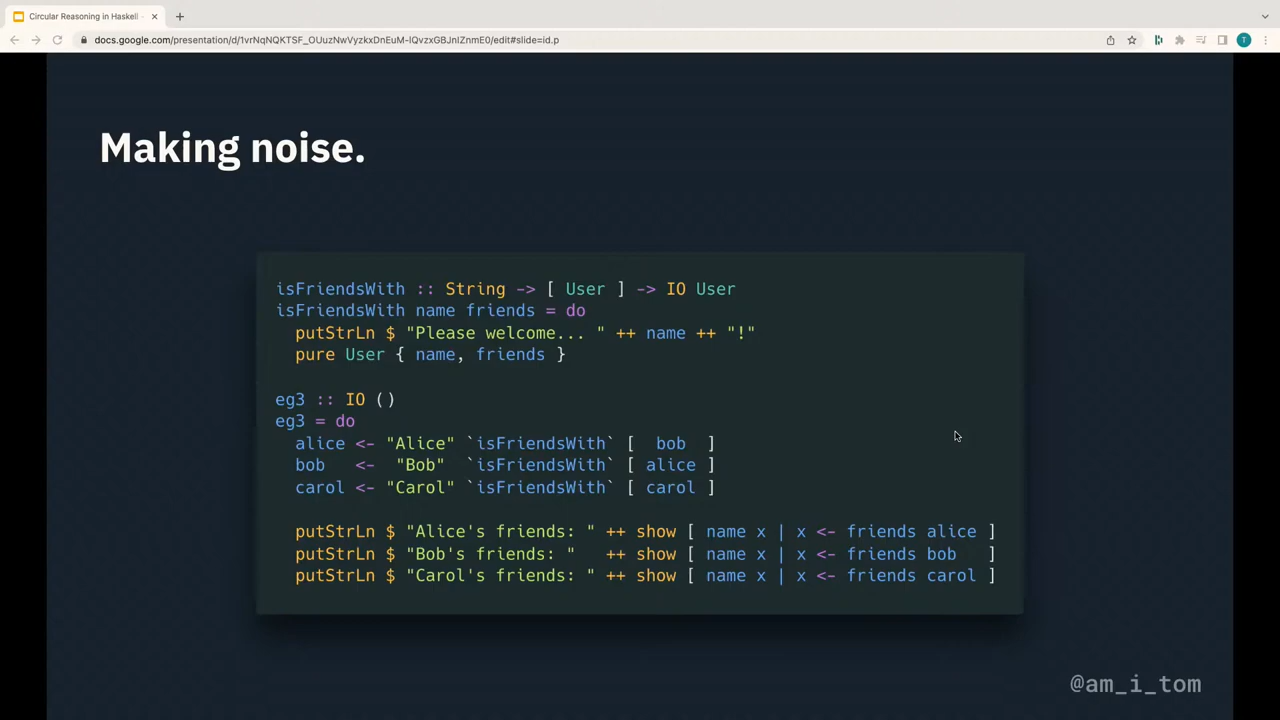 Circular Reasoning in Haskell
docs.google.com/presentation/d/1vrNqNQKTSF_OUuzNwVyzkxDnEuM-lQvzxGBJnIZnmE0/edit#slide=id.p
T
Making noise.
isFriendsWith :: String -> [ User ] -> IO User
isFriendsWith name friends = do
  putStrLn $ "Please welcome... " ++ name ++ "!"
  pure User { name, friends }
eg3 :: IO ()
eg3 = do
  alice <- "Alice" `isFriendsWith` [  bob  ]
  bob   <-  "Bob"  `isFriendsWith` [ alice ]
  carol <- "Carol" `isFriendsWith` [ carol ]
  putStrLn $ "Alice's friends: " ++ show [ name x | x <- friends alice ]
  putStrLn $ "Bob's friends: "   ++ show [ name x | x <- friends bob   ]
  putStrLn $ "Carol's friends: " ++ show [ name x | x <- friends carol ]
@am_i_tom